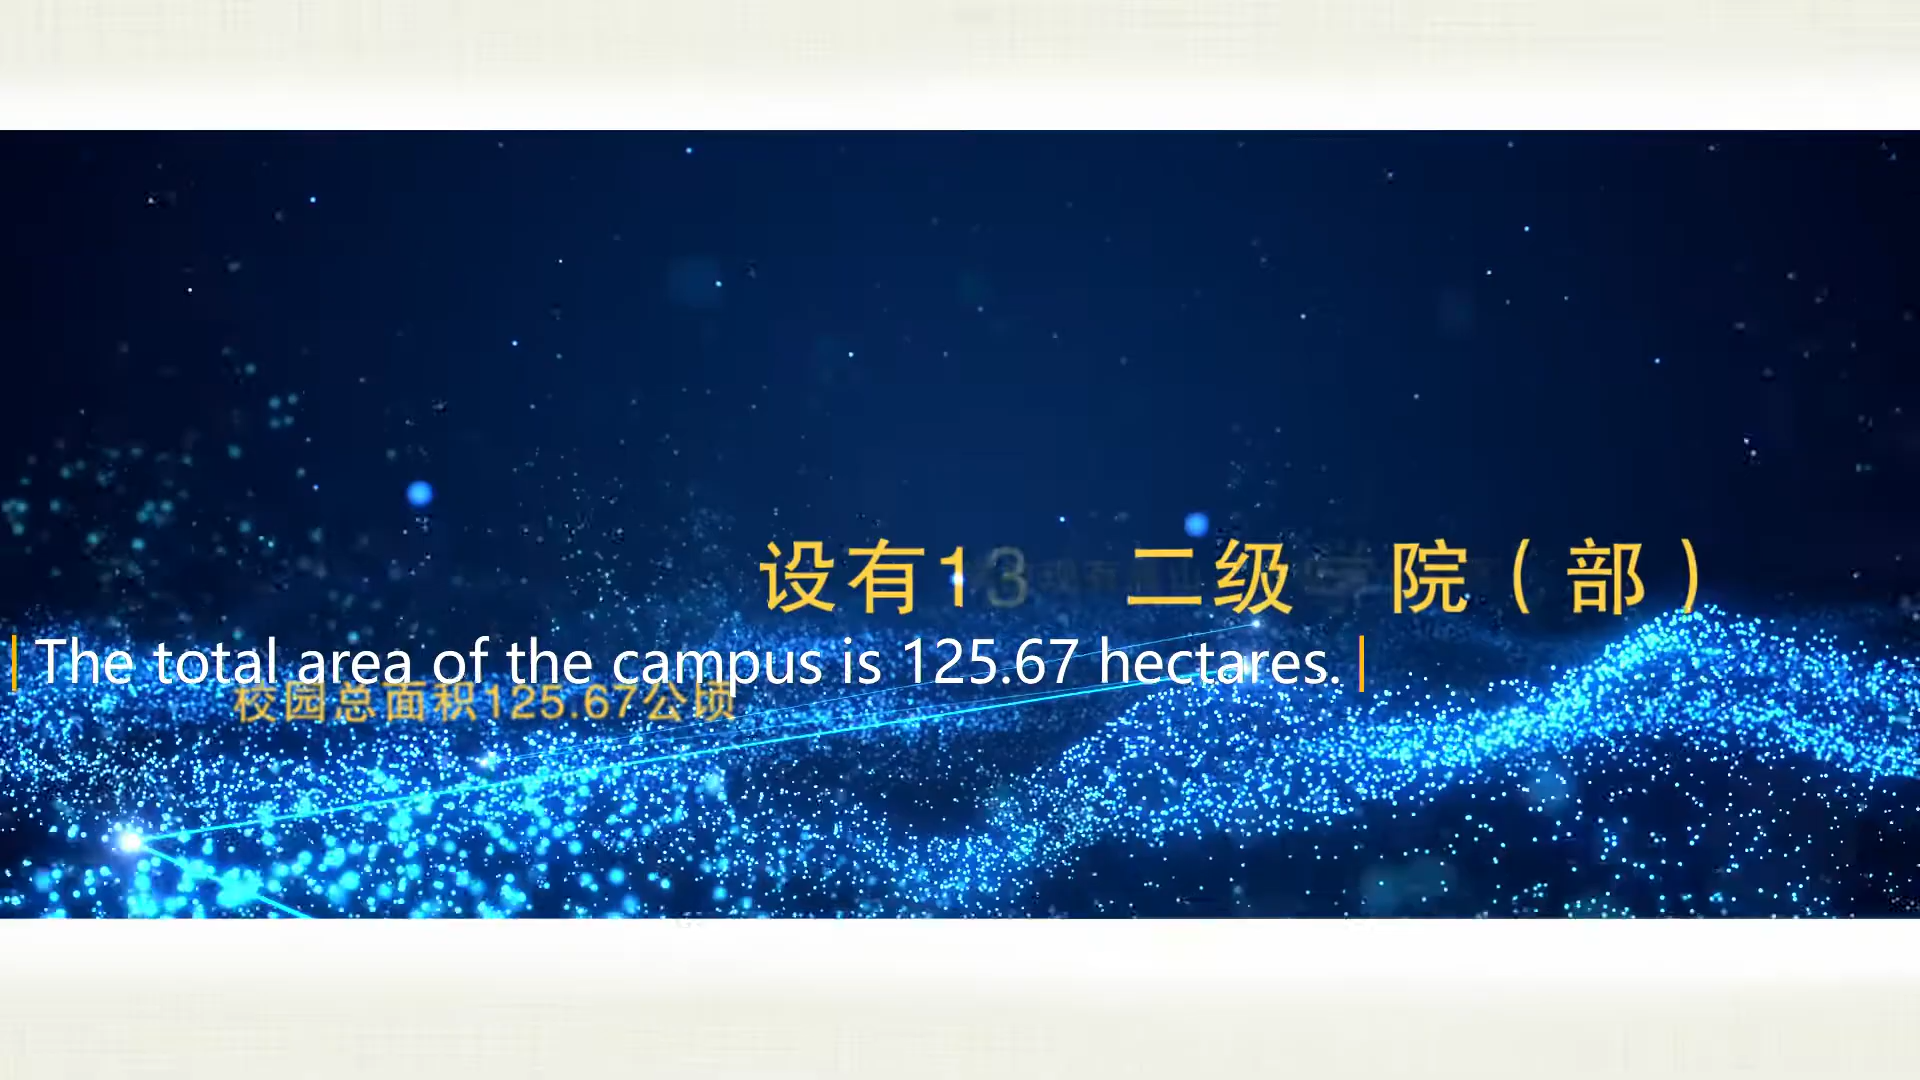 设有13 二级学院（部）
| The total area of the campus is 125.67 hectares. |
校园总面积125.67公顷